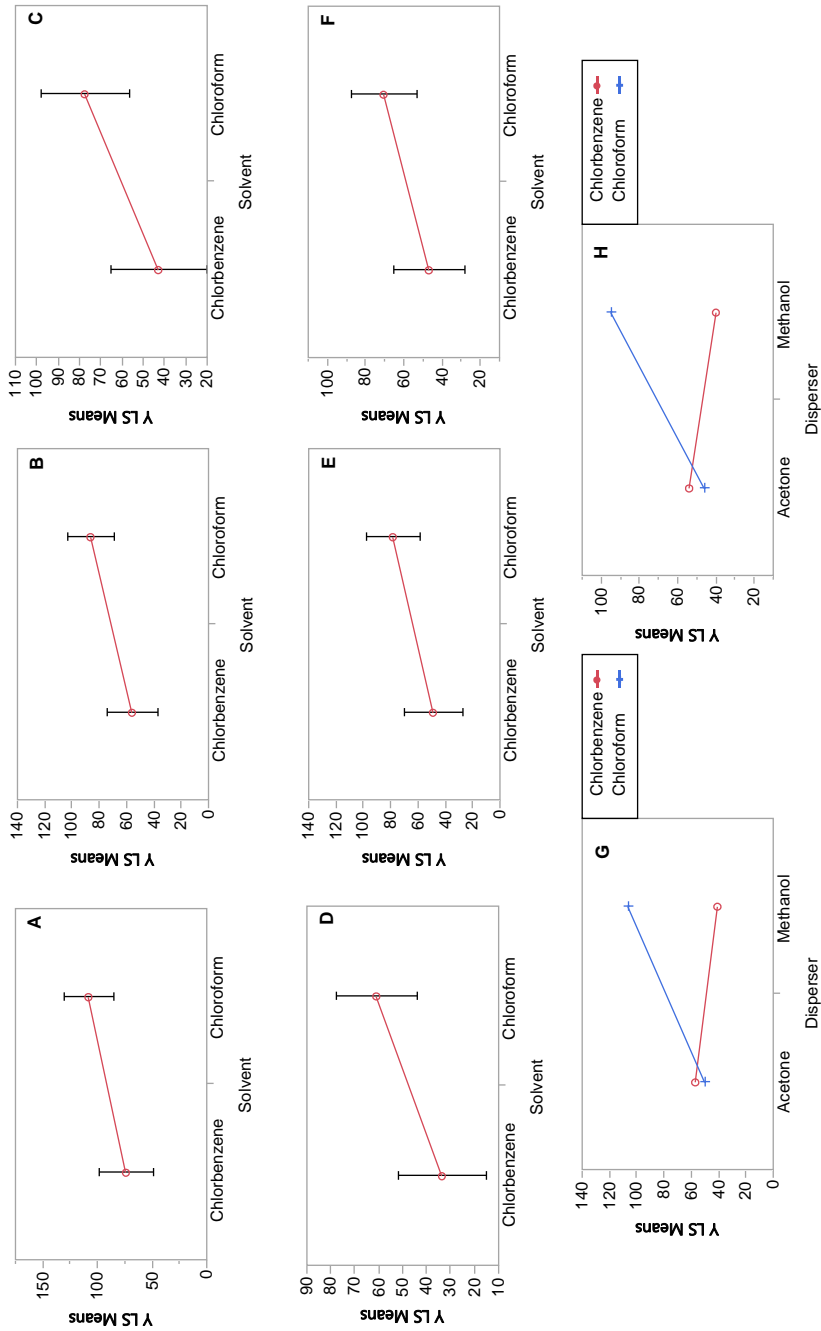 A
Y LS Means
150
100
50
0
Chlorbenzene
Chloroform
Solvent
B
Y LS Means
140
120
100
80
60
40
20
0
Chlorbenzene
Chloroform
Solvent
C
Y LS Means
110
100
90
80
70
60
50
40
30
20
Chlorbenzene
Chloroform
Solvent
D
Y LS Means
90
80
70
60
50
40
30
20
10
Chlorbenzene
Chloroform
Solvent
E
Y LS Means
140
120
100
80
60
40
20
0
Chlorbenzene
Chloroform
Solvent
F
Y LS Means
100
80
60
40
20
Chlorbenzene
Chloroform
Solvent
G
Y LS Means
140
120
100
80
60
40
20
0
Acetone
Methanol
Disperser
Chlorbenzene
Chloroform
H
Y LS Means
100
80
60
40
20
Acetone
Methanol
Disperser
Chlorbenzene
Chloroform